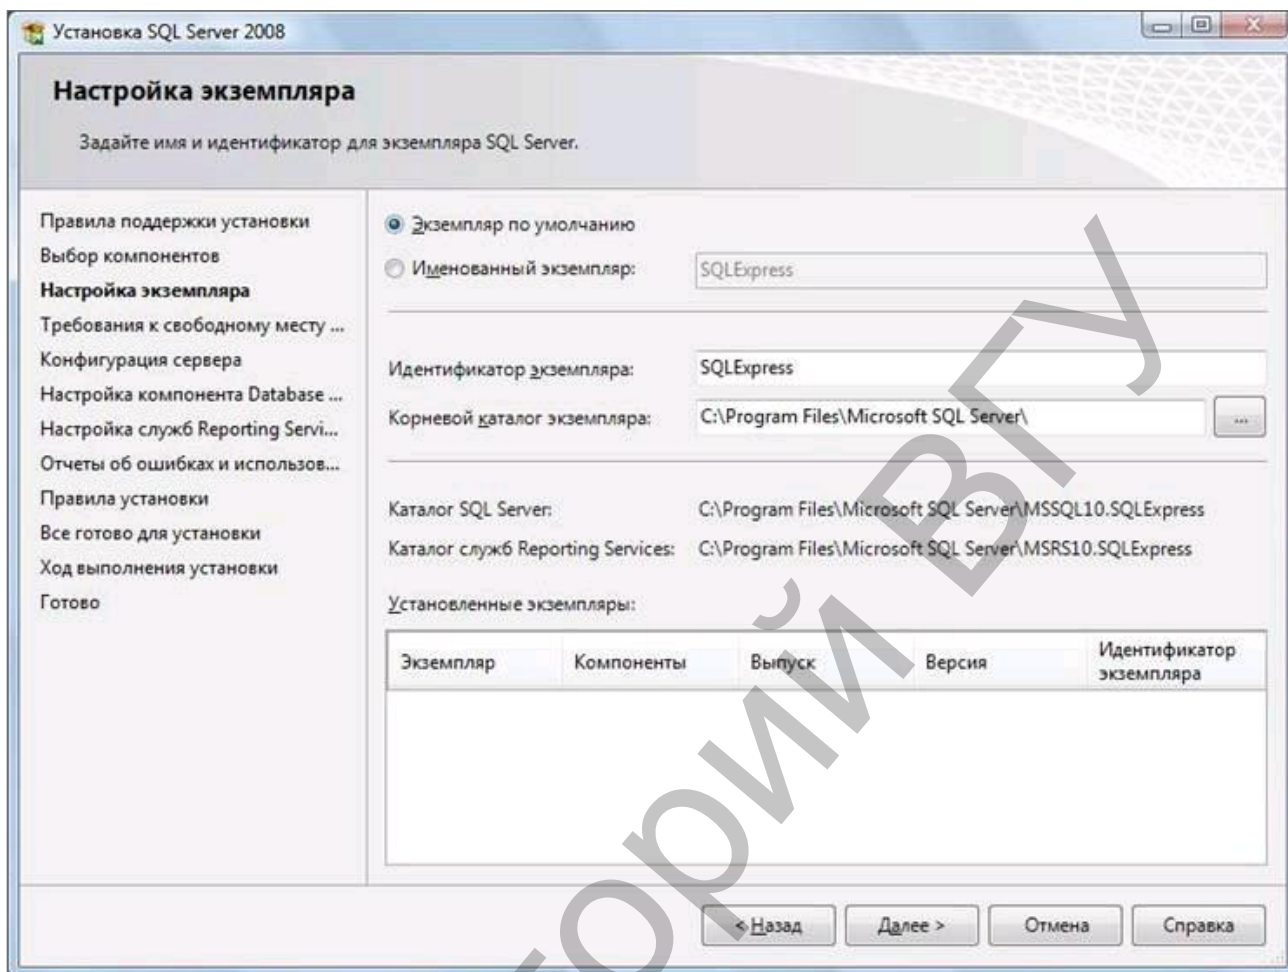 Установка SQL Server 2008
Настройка экземпляра
Задайте имя и идентификатор для экземпляра SQL Server.
Правила поддержки установки
Выбор компонентов
Настройка экземпляра
Требования к свободному месту ...
Конфигурация сервера
Настройка компонента Database ...
Настройка служб Reporting Servi...
Отчеты об ошибках и использов...
Правила установки
Все готово для установки
Ход выполнения установки
Готово
Экземпляр по умолчанию
Именованный экземпляр: SQLExpress
Идентификатор экземпляра: SQLExpress
Корневой каталог экземпляра: C:\Program Files\Microsoft SQL Server\ ...
Каталог SQL Server: C:\Program Files\Microsoft SQL Server\MSSQL10.SQLExpress
Каталог служб Reporting Services: C:\Program Files\Microsoft SQL Server\MSRS10.SQLExpress
Установленные экземпляры:
Экземпляр Компоненты Выпуск Версия Идентификатор экземпляра
< Назад Далее > Отмена Справка
торий ВГУ